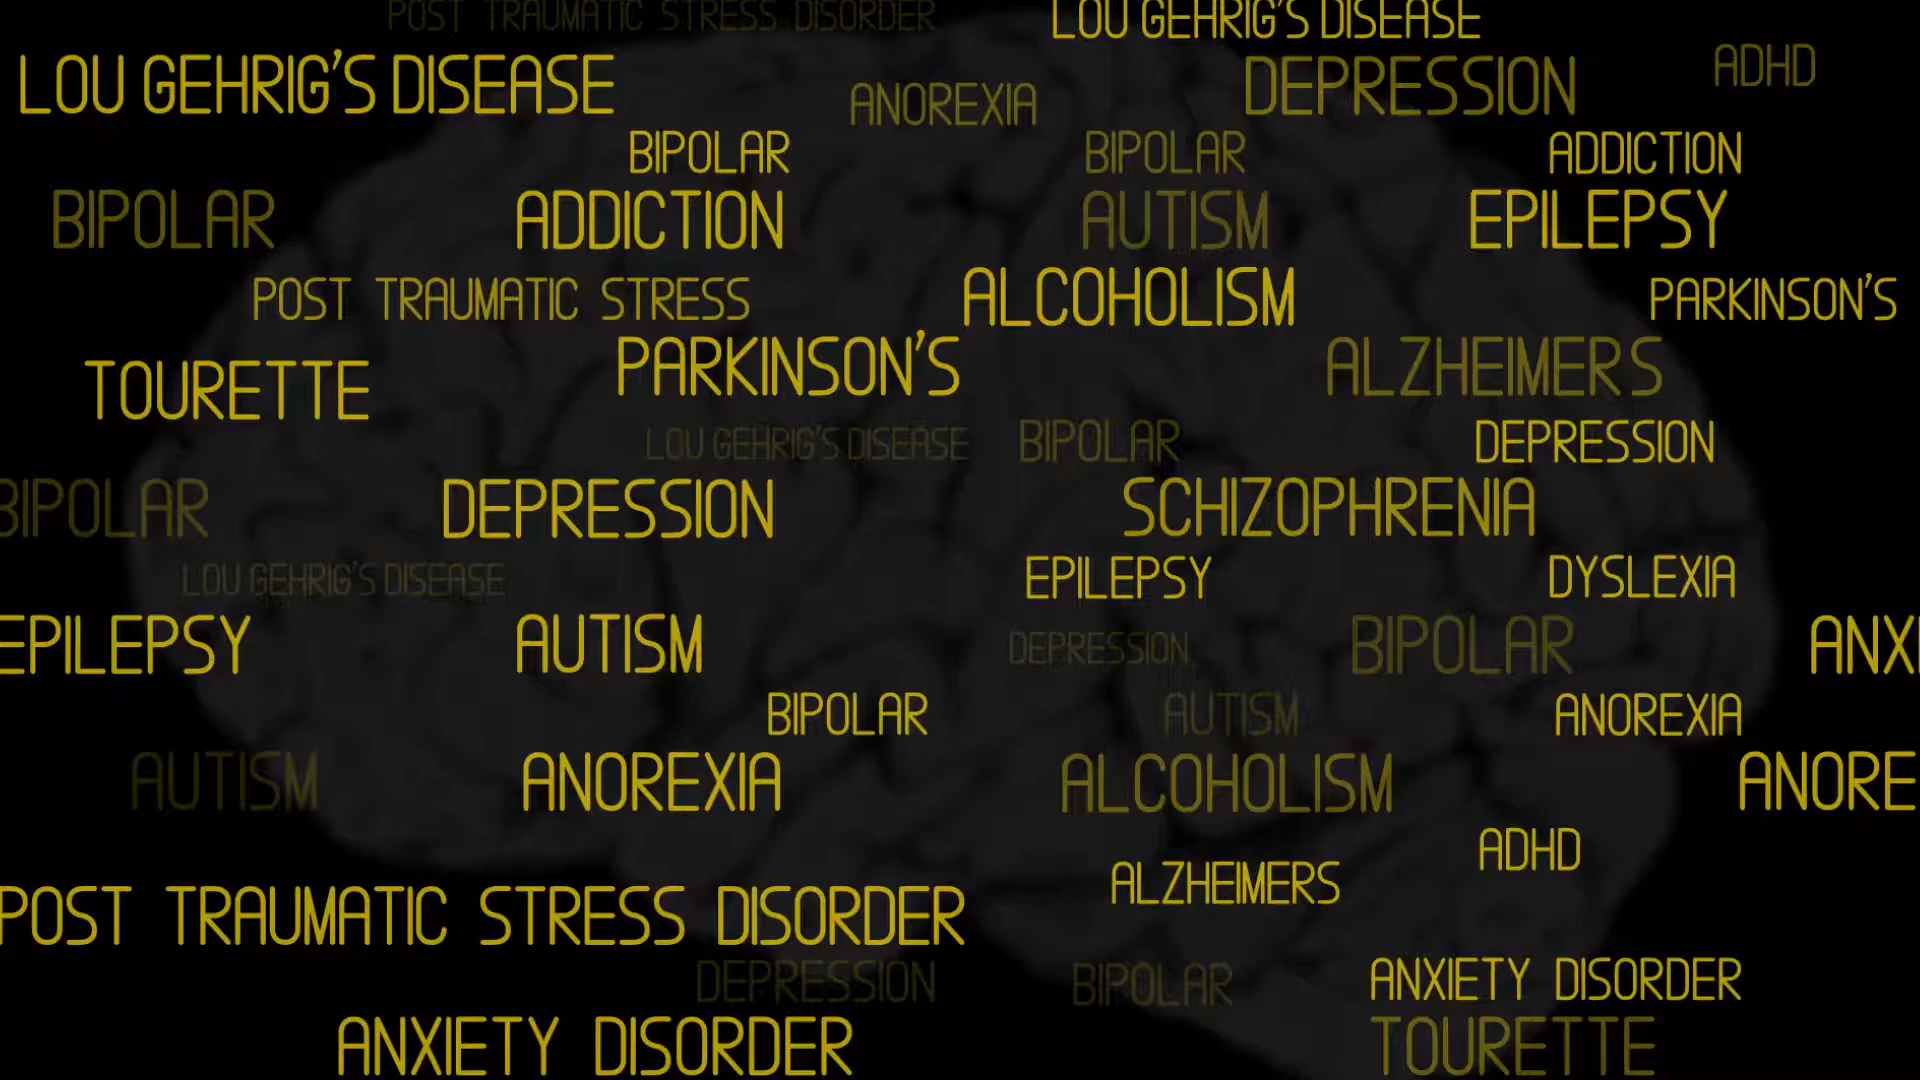 POST TRAUMATIC STRESS DISORDER
LOU GEHRIG'S DISEASE
LOU GEHRIG'S DISEASE
ANOREXIA
DEPRESSION
ADHD
BIPOLAR
BIPOLAR
ADDICTION
BIPOLAR
ADDICTION
AUTISM
EPILEPSY
POST TRAUMATIC STRESS
ALCOHOLISM
PARKINSON'S
TOURETTE
PARKINSON'S
ALZHEIMERS
LOU GEHRIG'S DISEASE
BIPOLAR
DEPRESSION
BIPOLAR
DEPRESSION
SCHIZOPHRENIA
LOU GEHRIG'S DISEASE
EPILEPSY
DYSLEXIA
EPILEPSY
AUTISM
DEPRESSION
BIPOLAR
ANXI
BIPOLAR
AUTISM
ANOREXIA
AUTISM
ANOREXIA
ALCOHOLISM
ANORE
ADHD
ALZHEIMERS
POST TRAUMATIC STRESS DISORDER
DEPRESSION
BIPOLAR
ANXIETY DISORDER
ANXIETY DISORDER
TOURETTE